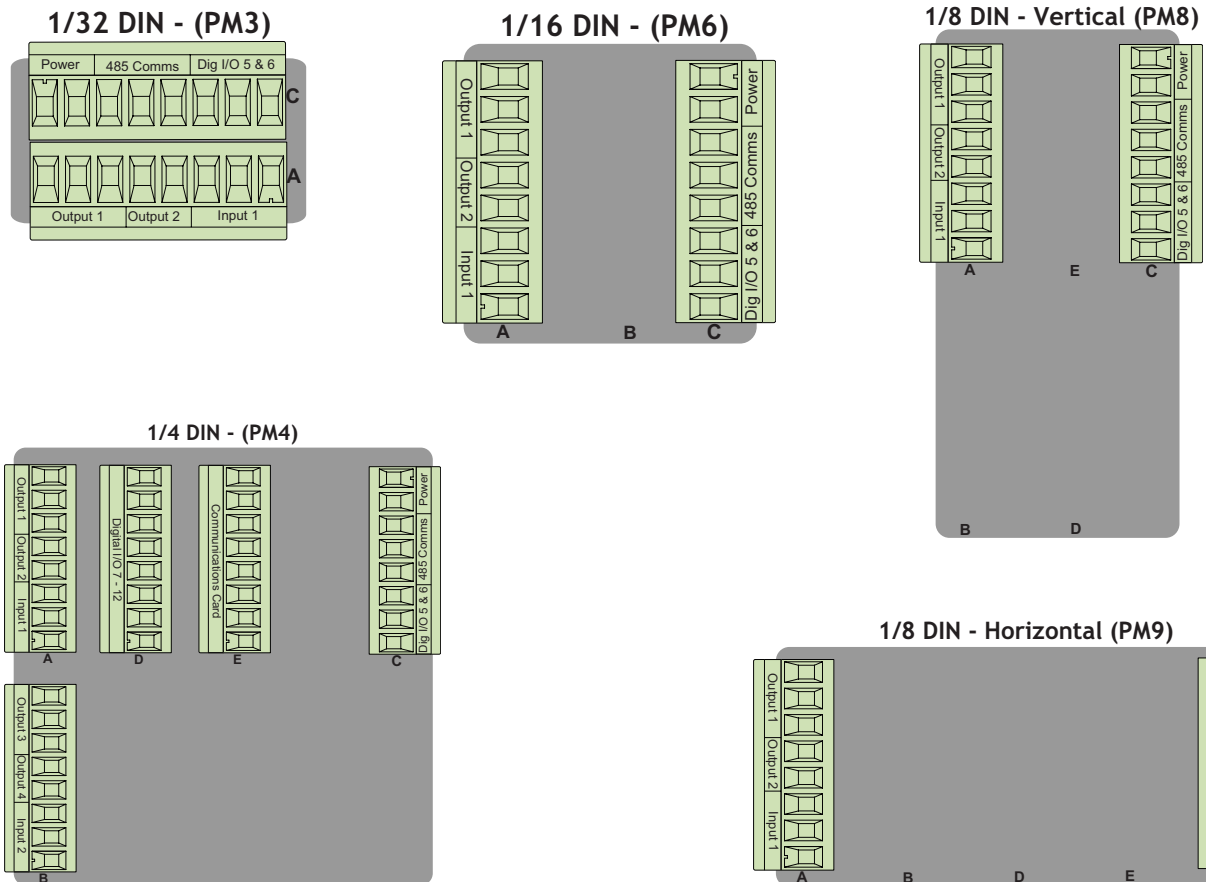 1/32 DIN - (PM3)
Power
485 Comms
Dig I/O 5 & 6
C
A
Output 1
Output 2
Input 1
1/16 DIN - (PM6)
Output 1
Output 2
Input 1
A
B
Power
485 Comms
Dig I/O 5 & 6
C
1/8 DIN - Vertical (PM8)
Output 1
Output 2
Input 1
A
E
Power
485 Comms
Dig I/O 5 & 6
C
B
D
1/4 DIN - (PM4)
Output 1
Output 2
Input 1
A
Digital I/O 7 - 12
D
Communications Card
E
Power
485 Comms
Dig I/O 5 & 6
C
Output 3
Output 4
Input 2
B
1/8 DIN - Horizontal (PM9)
Output 1
Output 2
Input 1
A
B
D
E